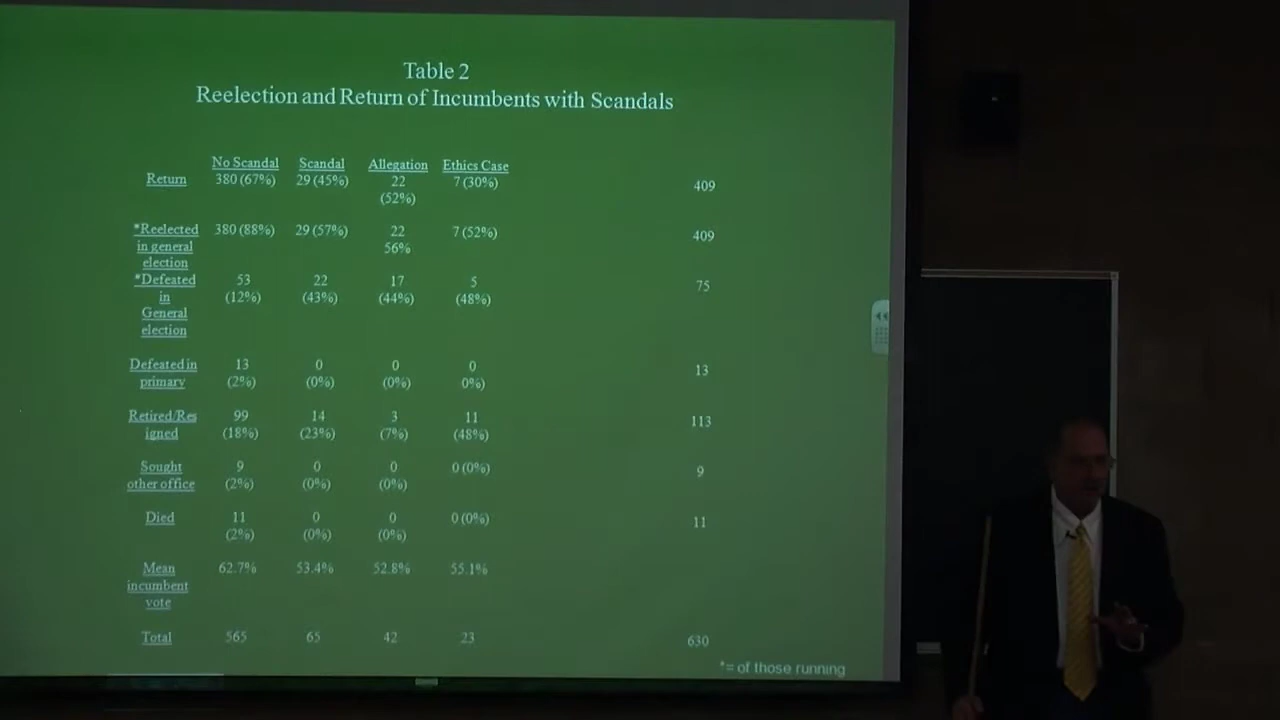 Table 2
Reelection and Return of Incumbents with Scandals
No Scandal Scandal Allegation Ethics Case
Return 380 (67%) 29 (45%) 22 7 (30%) 409
(52%)
*Reelected 380 (88%) 29 (57%) 22 7 (52%) 409
in general 56%
election
*Defeated 53 22 17 5 75
in (12%) (43%) (44%) (48%)
General
election
Defeated in 13 0 0 0 13
primary (2%) (0%) (0%) 0%)
Retired/Res 99 14 3 11 113
igned (18%) (23%) (7%) (48%)
Sought 9 0 0 0 (0%) 9
other office (2%) (0%) (0%)
Died 11 0 0 0 (0%) 11
(2%) (0%) (0%)
Mean 62.7% 53.4% 52.8% 55.1%
incumbent
vote
Total 565 65 42 23 630
*= of those running